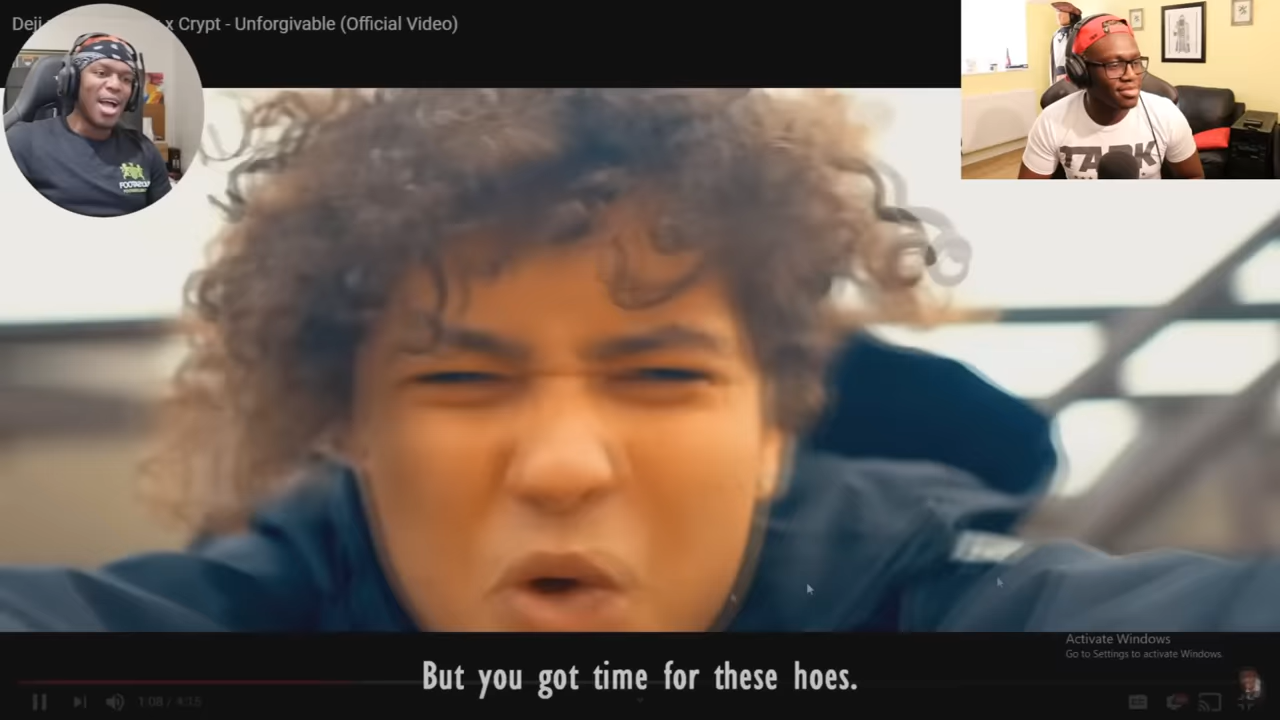 Deji
x Crypt - Unforgivable (Official Video)
TARK
Activate Windows
Go to Settings to activate Windows.
But you got time for these hoes.
1:08 / 4:15